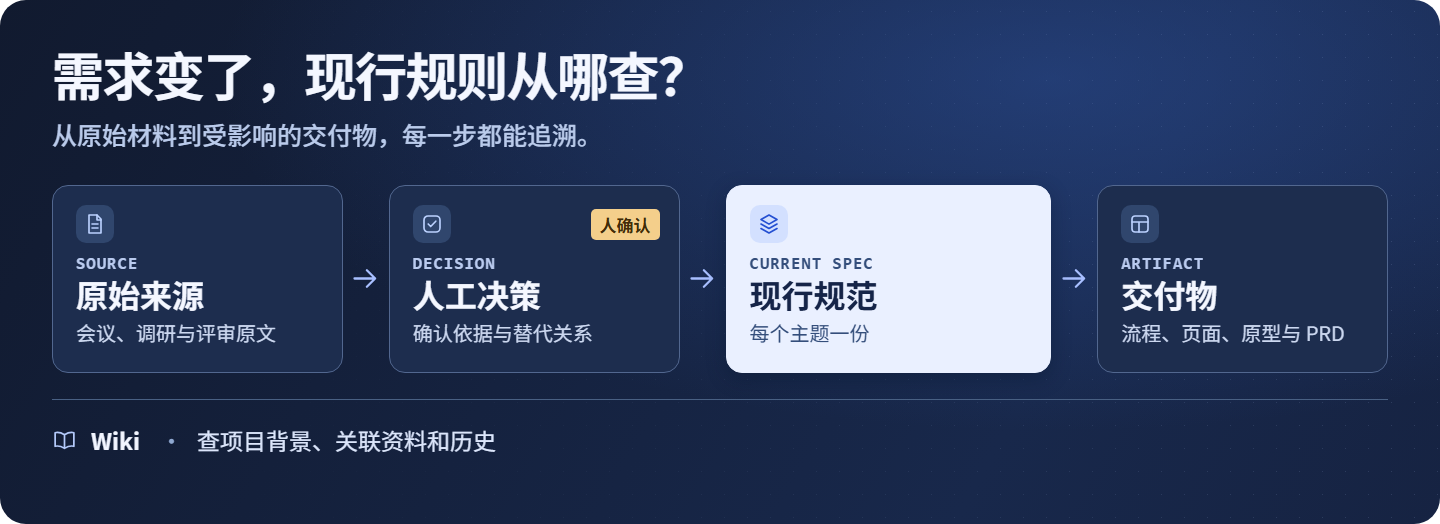 需求变了，现行规则从哪查？
从原始材料到受影响的交付物，每一步都能追溯。
SOURCE
原始来源
会议、调研与评审原文
人确认
DECISION
人工决策
确认依据与替代关系
CURRENT SPEC
现行规范
每个主题一份
ARTIFACT
交付物
流程、页面、原型与 PRD
Wiki · 查项目背景、关联资料和历史